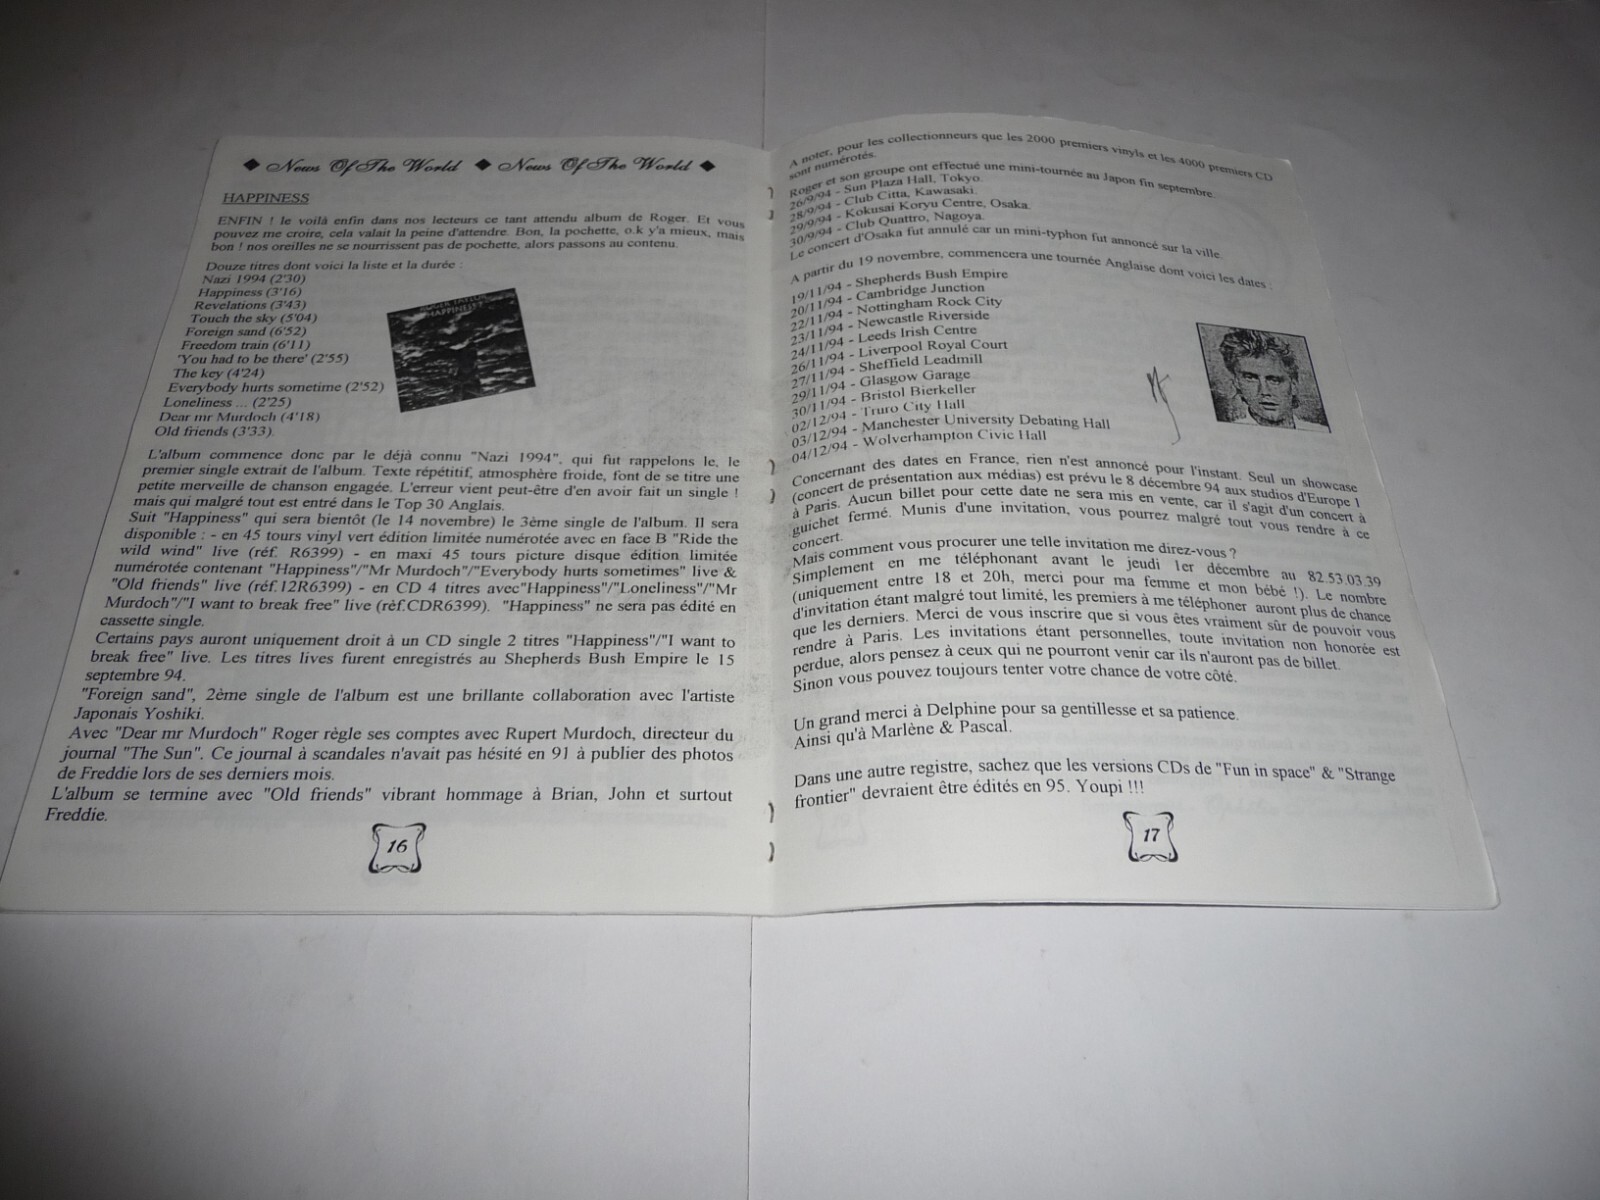 ◆ News Of The World ◆ News Of The World ◆
HAPPINESS
ENFIN ! le voilà enfin dans nos lecteurs ce tant attendu album de Roger. Et vous
pouvez me croire, cela valait la peine d'attendre. Bon, la pochette, o.k y'a mieux, mais
bon ! nos oreilles ne se nourrissent pas de pochette, alors passons au contenu.
Douze titres dont voici la liste et la durée :
Nazi 1994 (2'30)
Happiness (3'16)
Revelations (3'43)
Touch the sky (5'04)
Foreign sand (6'52)
Freedom train (6'11)
'You had to be there' (2'55)
The key (4'24)
Everybody hurts sometime (2'52)
Loneliness ... (2'25)
Dear mr Murdoch (4'18)
Old friends (3'33).
ROGER TAYLOR
HAPPINESS?
L'album commence donc par le déjà connu "Nazi 1994", qui fut rappelons le, le
premier single extrait de l'album. Texte répétitif, atmosphère froide, font de se titre une
petite merveille de chanson engagée. L'erreur vient peut-être d'en avoir fait un single !
mais qui malgré tout est entré dans le Top 30 Anglais.
Suit "Happiness" qui sera bientôt (le 14 novembre) le 3ème single de l'album. Il sera
disponible : - en 45 tours vinyl vert édition limitée numérotée avec en face B "Ride the
wild wind" live (réf. R6399) - en maxi 45 tours picture disque édition limitée
numérotée contenant "Happiness"/"Mr Murdoch"/"Everybody hurts sometimes" live &
"Old friends" live (réf.12R6399) - en CD 4 titres avec"Happiness"/"Loneliness"/"Mr
Murdoch"/"I want to break free" live (rèf.CDR6399). "Happiness" ne sera pas édité en
cassette single.
Certains pays auront uniquement droit à un CD single 2 titres "Happiness"/"I want to
break free" live. Les titres lives furent enregistrés au Shepherds Bush Empire le 15
septembre 94.
"Foreign sand", 2ème single de l'album est une brillante collaboration avec l'artiste
Japonais Yoshiki.
Avec "Dear mr Murdoch" Roger règle ses comptes avec Rupert Murdoch, directeur du
journal "The Sun". Ce journal à scandales n'avait pas hésité en 91 à publier des photos
de Freddie lors de ses derniers mois.
L'album se termine avec "Old friends" vibrant hommage à Brian, John et surtout
Freddie.
16
A noter, pour les collectionneurs que les 2000 premiers vinyls et les 4000 premiers CD
sont numérotés.
Roger et son groupe ont effectué une mini-tournée au Japon fin septembre.
26/9/94 - Sun Plaza Hall, Tokyo.
28/9/94 - Club Citta, Kawasaki.
29/9/94 - Kokusai Koryu Centre, Osaka.
30/9/94 - Club Quattro, Nagoya.
Le concert d'Osaka fut annulé car un mini-typhon fut annoncé sur la ville.
A partir du 19 novembre, commencera une tournée Anglaise dont voici les dates :
19/11/94 - Shepherds Bush Empire
20/11/94 - Cambridge Junction
22/11/94 - Nottingham Rock City
23/11/94 - Newcastle Riverside
24/11/94 - Leeds Irish Centre
26/11/94 - Liverpool Royal Court
27/11/94 - Sheffield Leadmill
29/11/94 - Glasgow Garage
30/11/94 - Bristol Bierkeller
02/12/94 - Truro City Hall
03/12/94 - Manchester University Debating Hall
04/12/94 - Wolverhampton Civic Hall
Concernant des dates en France, rien n'est annoncé pour l'instant. Seul un showcase
(concert de présentation aux médias) est prévu le 8 décembre 94 aux studios d'Europe 1
à Paris. Aucun billet pour cette date ne sera mis en vente, car il s'agit d'un concert à
guichet fermé. Munis d'une invitation, vous pourrez malgré tout vous rendre à ce
concert.
Mais comment vous procurer une telle invitation me direz-vous ?
Simplement en me téléphonant avant le jeudi 1er décembre au 82.53.03.39
(uniquement entre 18 et 20h, merci pour ma femme et mon bébé !). Le nombre
d'invitation étant malgré tout limité, les premiers à me téléphoner auront plus de chance
que les derniers. Merci de vous inscrire que si vous êtes vraiment sûr de pouvoir vous
rendre à Paris. Les invitations étant personnelles, toute invitation non honorée est
perdue, alors pensez à ceux qui ne pourront venir car ils n'auront pas de billet.
Sinon vous pouvez toujours tenter votre chance de votre côté.
Un grand merci à Delphine pour sa gentillesse et sa patience.
Ainsi qu'à Marlène & Pascal.
Dans une autre registre, sachez que les versions CDs de "Fun in space" & "Strange
frontier" devraient être édités en 95. Youpi !!!
17